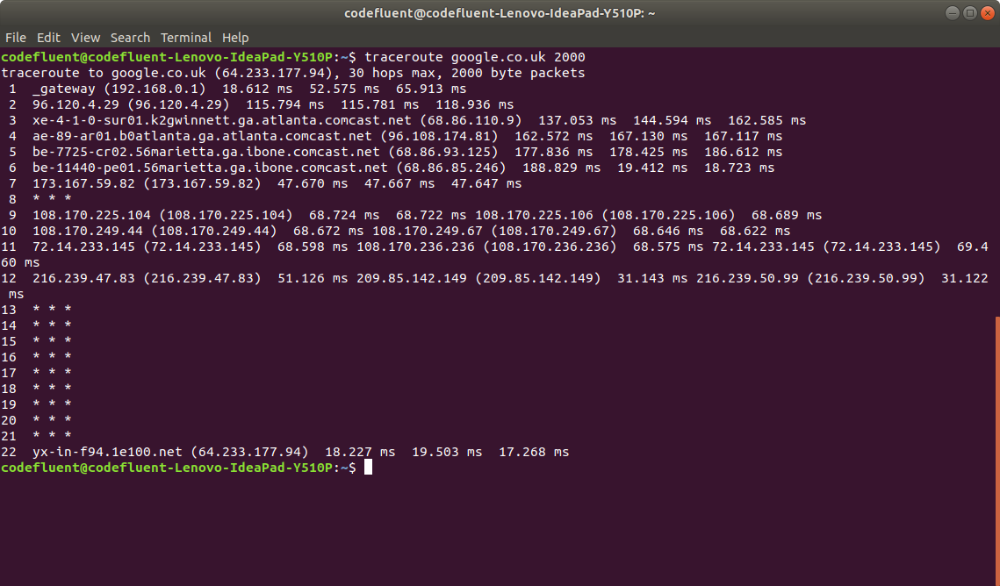 codefluent@codefluent-Lenovo-IdeaPad-Y510P: ~
File Edit View Search Terminal Help
codefluent@codefluent-Lenovo-IdeaPad-Y510P:~$ traceroute google.co.uk 2000
traceroute to google.co.uk (64.233.177.94), 30 hops max, 2000 byte packets
 1  _gateway (192.168.0.1)  18.612 ms  52.575 ms  65.913 ms
 2  96.120.4.29 (96.120.4.29)  115.794 ms  115.781 ms  118.936 ms
 3  xe-4-1-0-sur01.k2gwinnett.ga.atlanta.comcast.net (68.86.110.9)  137.053 ms  144.594 ms  162.585 ms
 4  ae-89-ar01.b0atlanta.ga.atlanta.comcast.net (96.108.174.81)  162.572 ms  167.130 ms  167.117 ms
 5  be-7725-cr02.56marietta.ga.ibone.comcast.net (68.86.93.125)  177.836 ms  178.425 ms  186.612 ms
 6  be-11440-pe01.56marietta.ga.ibone.comcast.net (68.86.85.246)  188.829 ms  19.412 ms  18.723 ms
 7  173.167.59.82 (173.167.59.82)  47.670 ms  47.667 ms  47.647 ms
 8  * * *
 9  108.170.225.104 (108.170.225.104)  68.724 ms  68.722 ms 108.170.225.106 (108.170.225.106)  68.689 ms
10  108.170.249.44 (108.170.249.44)  68.672 ms 108.170.249.67 (108.170.249.67)  68.646 ms  68.622 ms
11  72.14.233.145 (72.14.233.145)  68.598 ms 108.170.236.236 (108.170.236.236)  68.575 ms 72.14.233.145 (72.14.233.145)  69.4
60 ms
12  216.239.47.83 (216.239.47.83)  51.126 ms 209.85.142.149 (209.85.142.149)  31.143 ms 216.239.50.99 (216.239.50.99)  31.122
 ms
13  * * *
14  * * *
15  * * *
16  * * *
17  * * *
18  * * *
19  * * *
20  * * *
21  * * *
22  yx-in-f94.1e100.net (64.233.177.94)  18.227 ms  19.503 ms  17.268 ms
codefluent@codefluent-Lenovo-IdeaPad-Y510P:~$